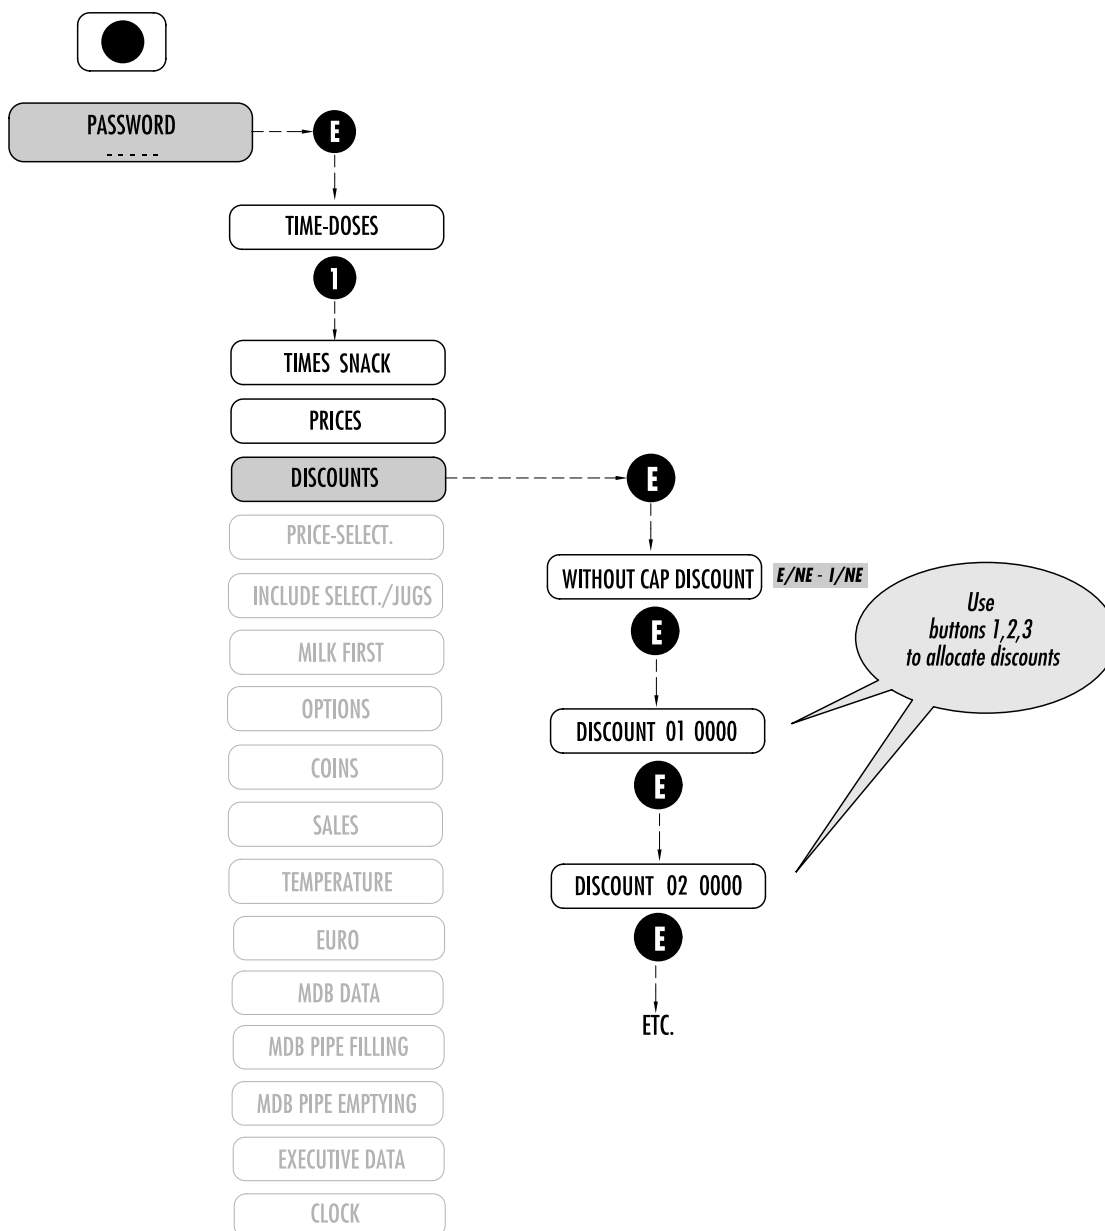 PASSWORD
- - - - -
E
TIME-DOSES
1
TIMES SNACK
PRICES
DISCOUNTS
E
PRICE-SELECT.
INCLUDE SELECT./JUGS
MILK FIRST
OPTIONS
COINS
SALES
TEMPERATURE
EURO
MDB DATA
MDB PIPE FILLING
MDB PIPE EMPTYING
EXECUTIVE DATA
CLOCK
WITHOUT CAP DISCOUNT
E/NE - I/NE
E
DISCOUNT 01 0000
E
DISCOUNT 02 0000
E
ETC.
Use
buttons 1,2,3
to allocate discounts